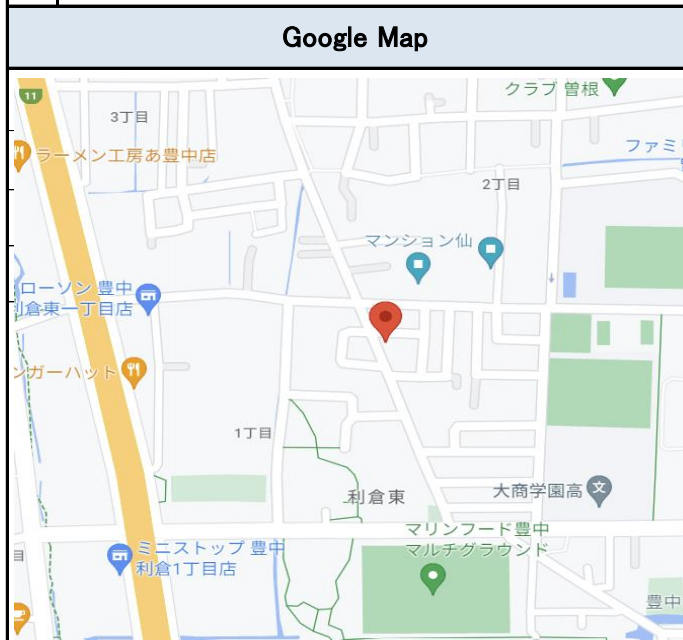 Google Map
クラブ 曽根
11
3丁目
ラーメン工房あ豊中店
ファミリ
2丁目
マンション仙
ローソン 豊中
利倉東一丁目店
ンガーハット
1丁目
利倉東
大商学園高
文
マリンフード豊中
マルチグラウンド
ミニストップ 豊中
利倉1丁目店
目
豊中